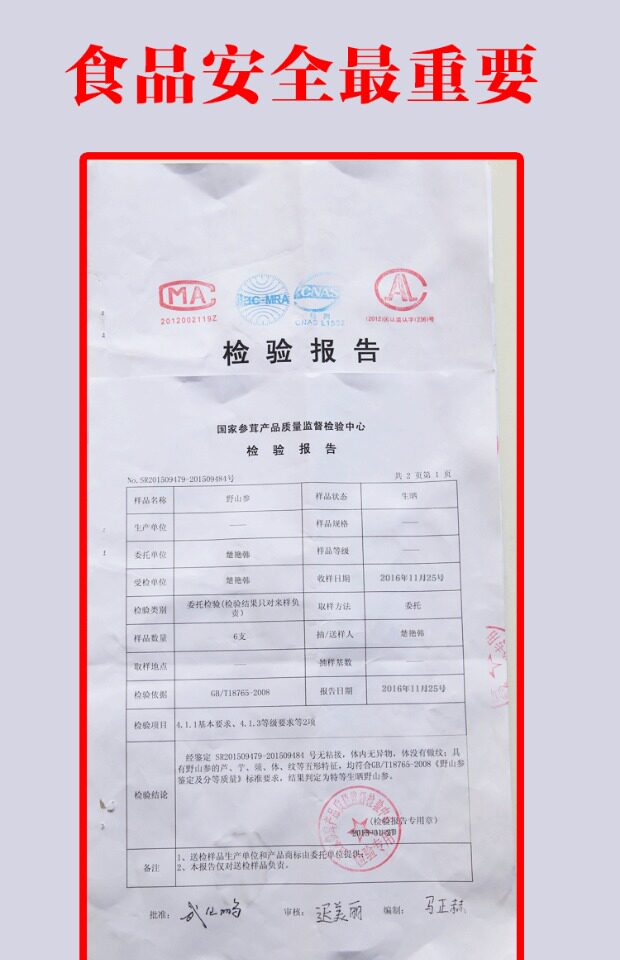 食品安全最重要
MA
2012002119Z
ilac-MRA
CNAS
CNAS L1532
CAL
(2012)国认监认字(236)号
检验报告
国家参茸产品质量监督检验中心
检验报告
No. SR201509479-201509484号 共 2 页第 1 页
样品名称 野山参 样品状态 生晒
生产单位 —— 样品规格 ——
委托单位 楚艳韩 样品等级 ——
受检单位 楚艳韩 收样日期 2016年11月25号
检验类别 委托检验(检验结果只对来样负责) 取样方法 委托
样品数量 6支 抽/送样人 楚艳韩
取样地点 —— 抽样基数 ——
检验依据 GB/T18765-2008 报告日期 2016年11月25号
检验项目 4.1.1基本要求、4.1.3等级要求等2项
检验结论
经鉴定 SR201509479-201509484 号无粘接,体内无异物,体没有做纹;具
有野山参的芦、艼、须、体、纹等五形特征,均符合GB/T18765-2008《野山参
鉴定及分等质量》标准要求,结果判定为特等生晒野山参。
(检验报告专用章)
备注
1、送检样品生产单位和产品商标由委托单位提供;
2、本报告仅对送检样品负责。
批准: 审核: 迟美丽 编制: 马正赫